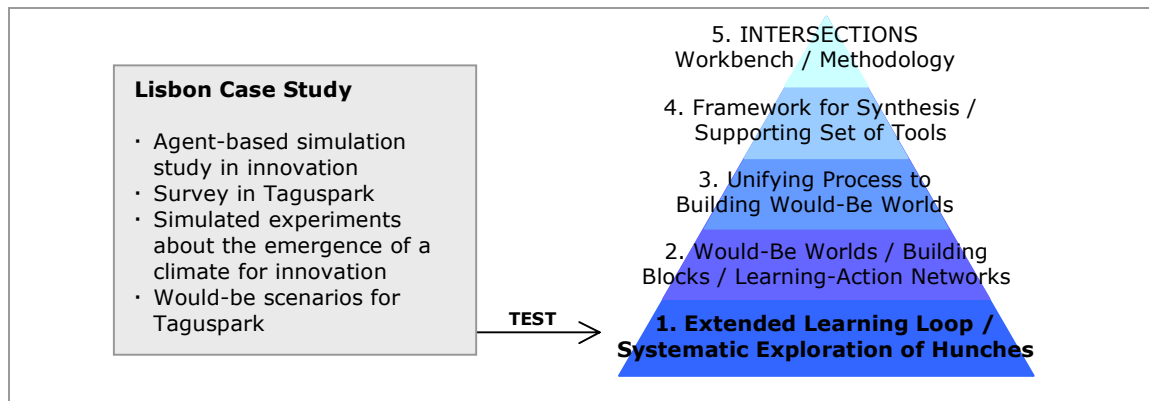 Lisbon Case Study
· Agent-based simulation
study in innovation
· Survey in Taguspark
· Simulated experiments
about the emergence of a
climate for innovation
· Would-be scenarios for
Taguspark
TEST
5. INTERSECTIONS
Workbench / Methodology
4. Framework for Synthesis /
Supporting Set of Tools
3. Unifying Process to
Building Would-Be Worlds
2. Would-Be Worlds / Building
Blocks / Learning-Action Networks
1. Extended Learning Loop /
Systematic Exploration of Hunches